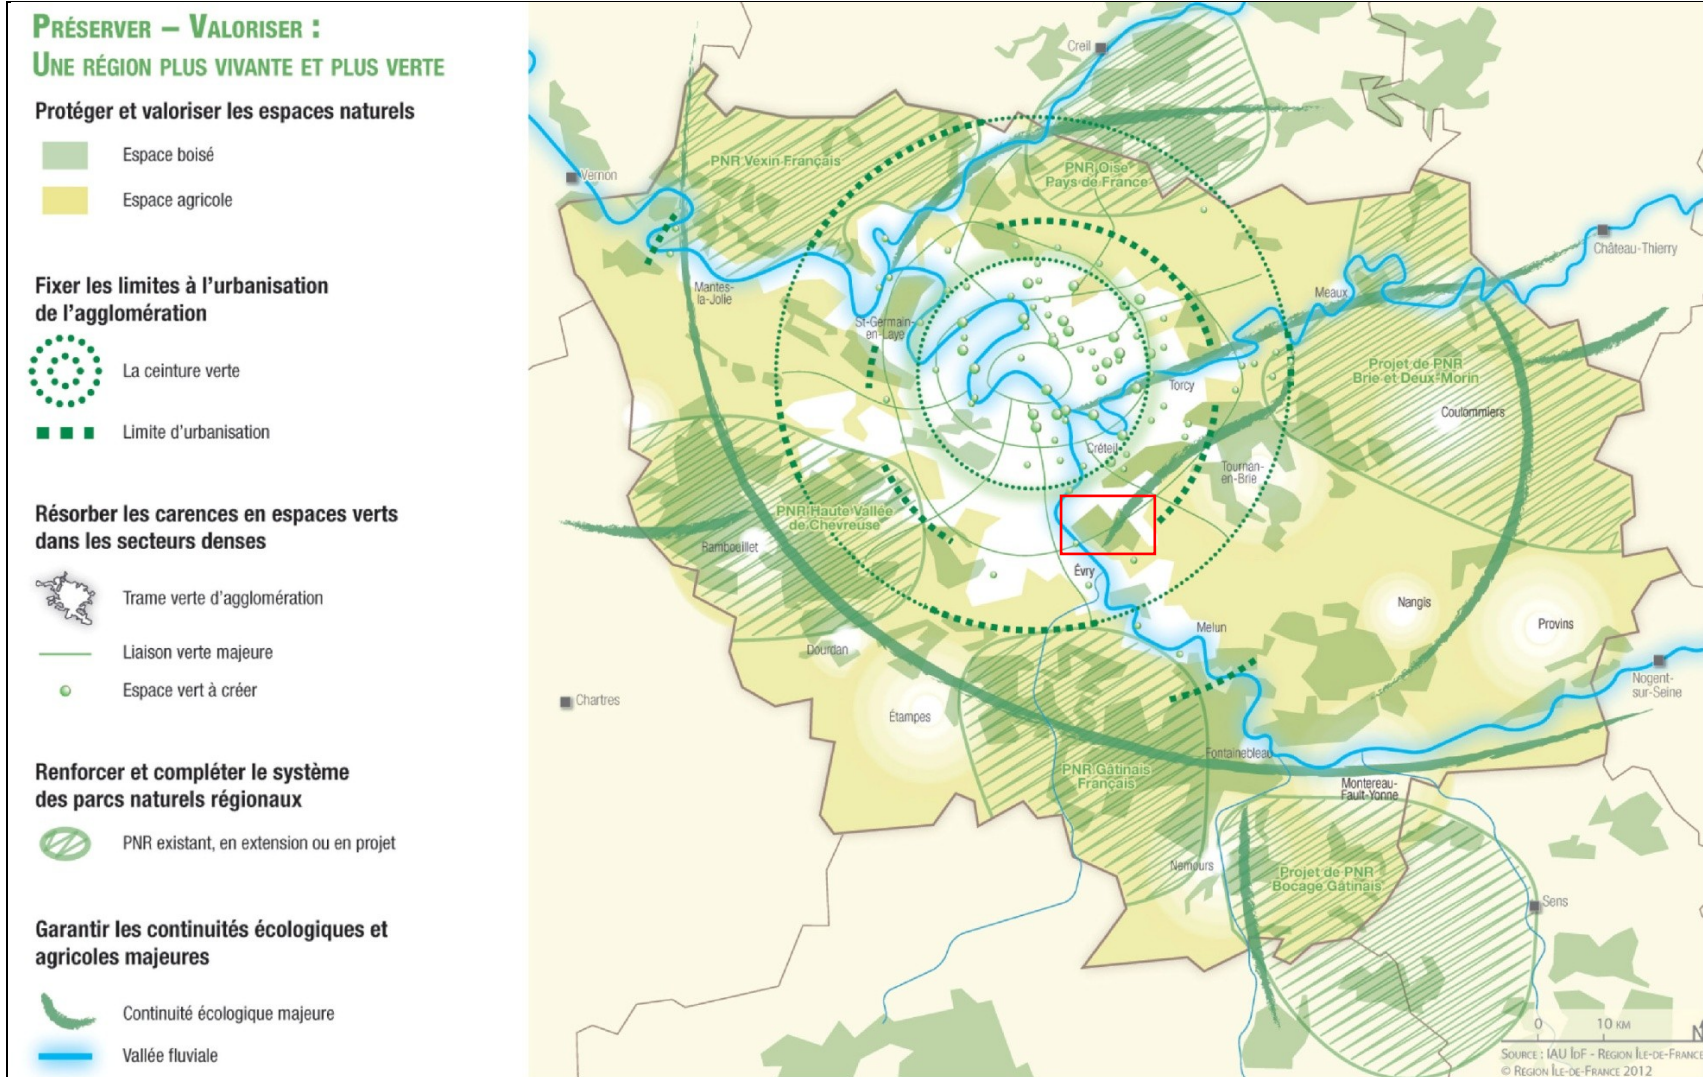 PRÉSERVER – VALORISER :
UNE RÉGION PLUS VIVANTE ET PLUS VERTE
Protéger et valoriser les espaces naturels
Espace boisé
Espace agricole
Fixer les limites à l'urbanisation
de l'agglomération
La ceinture verte
Limite d'urbanisation
Résorber les carences en espaces verts
dans les secteurs denses
Trame verte d'agglomération
Liaison verte majeure
Espace vert à créer
Renforcer et compléter le système
des parcs naturels régionaux
PNR existant, en extension ou en projet
Garantir les continuités écologiques et
agricoles majeures
Continuité écologique majeure
Vallée fluviale
Creil
PNR Vexin Français
PNR Oise
Pays de France
Vernon
Château-Thierry
Mantes-
la-Jolie
Meaux
St-Germain-
en-Laye
Projet de PNR
Brie et Deux-Morin
Torcy
Coulommiers
Créteil
Tournan-
en-Brie
PNR Haute Vallée
de Chevreuse
Rambouillet
Évry
Nangis
Provins
Melun
Dourdan
Nogent-
sur-Seine
Chartres
Étampes
Fontainebleau
PNR Gâtinais
Français
Montereau-
Fault-Yonne
Nemours
Projet de PNR
Bocage Gâtinais
Sens
0 10 KM
N
SOURCE : IAU IDF - RÉGION ÎLE-DE-FRANCE
© RÉGION ÎLE-DE-FRANCE 2012